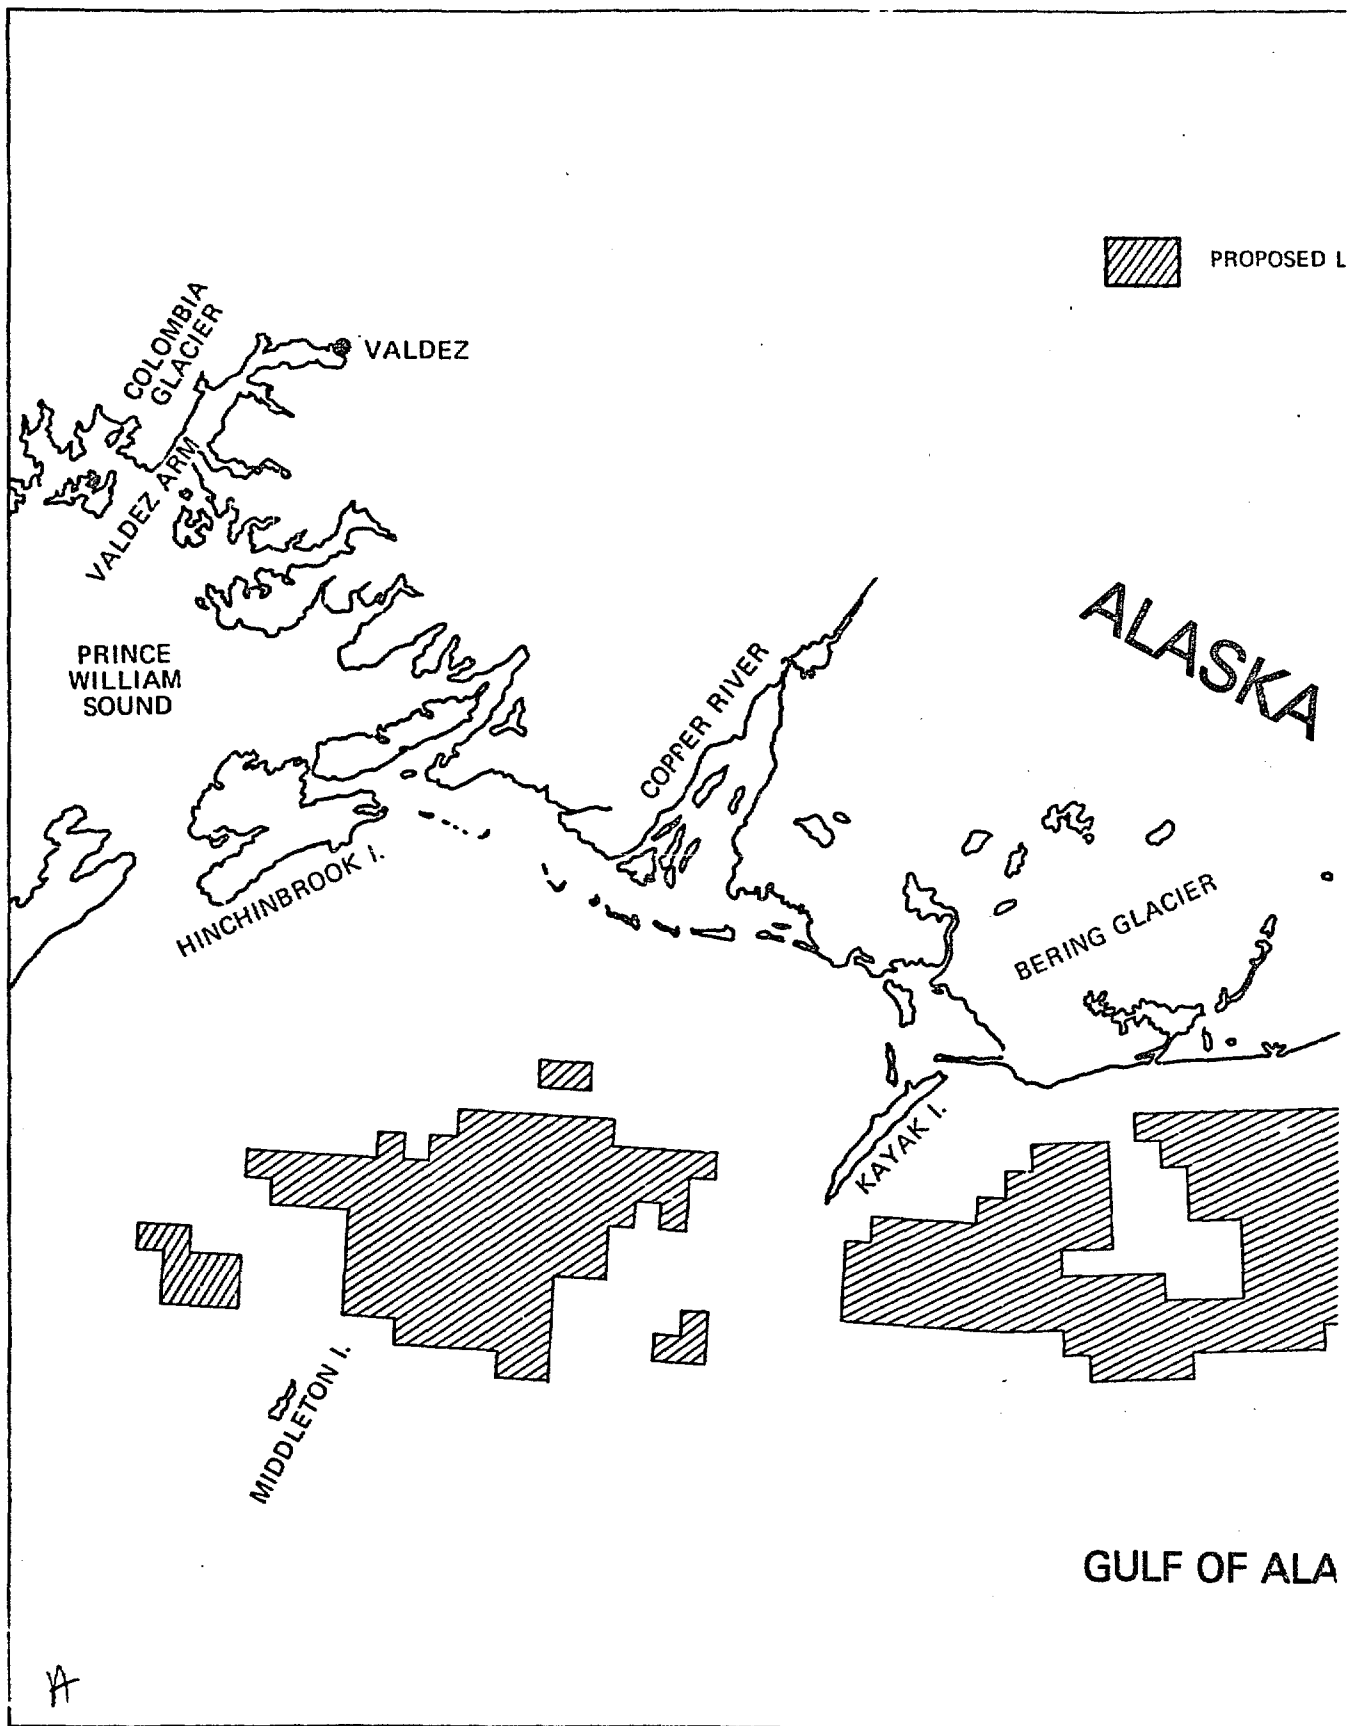 PROPOSED L
COLOMBIA
GLACIER
VALDEZ
VALDEZ ARM
ALASKA
PRINCE
WILLIAM
SOUND
COPPER RIVER
HINCHINBROOK I.
BERING GLACIER
KAYAK I.
MIDDLETON I.
GULF OF ALA